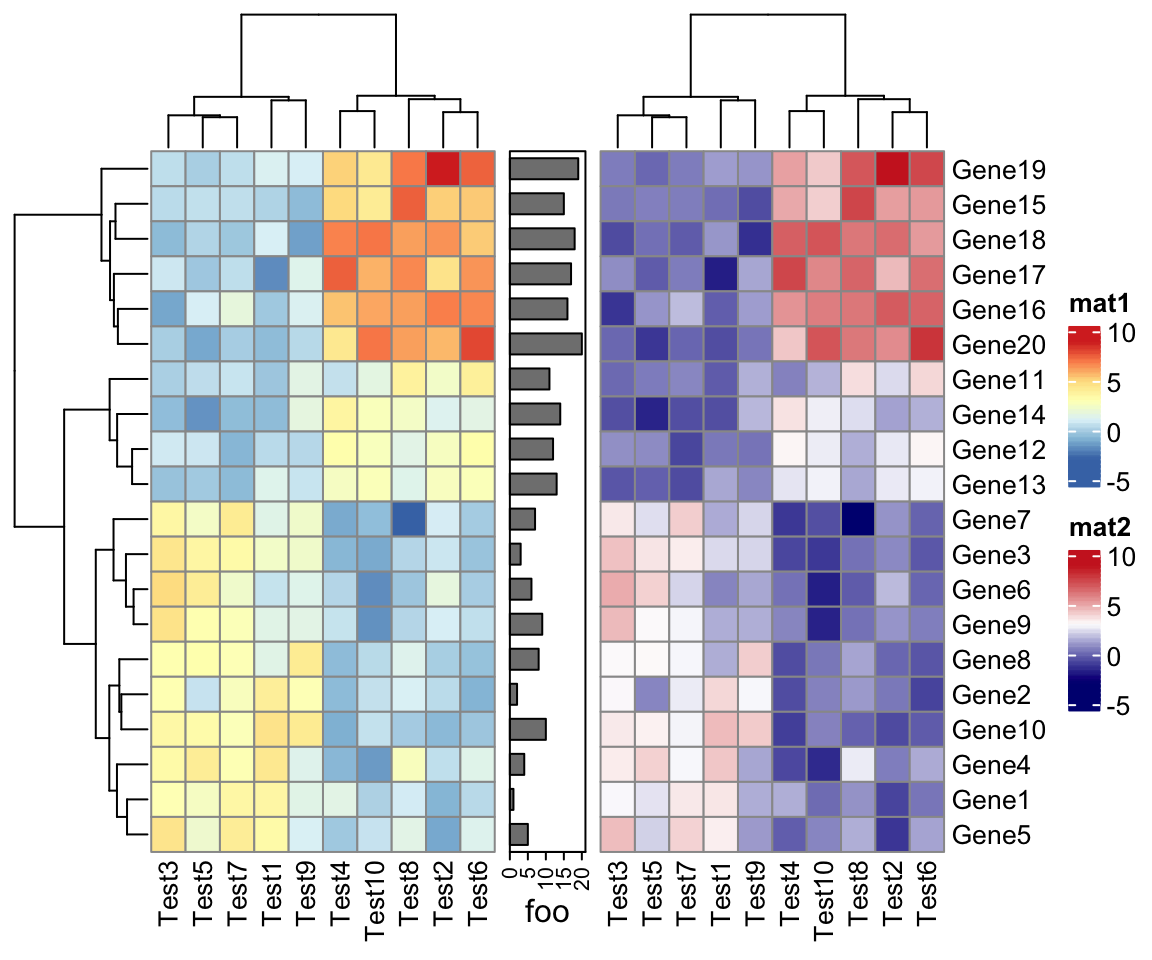 Gene19
Gene15
Gene18
Gene17
Gene16
Gene20
Gene11
Gene14
Gene12
Gene13
Gene7
Gene3
Gene6
Gene9
Gene8
Gene2
Gene10
Gene4
Gene1
Gene5
mat1
10
5
0
-5
mat2
10
5
0
-5
Test3 Test5 Test7 Test1 Test9 Test4 Test10 Test8 Test2 Test6
0 5 10 15 20
foo
Test3 Test5 Test7 Test1 Test9 Test4 Test10 Test8 Test2 Test6